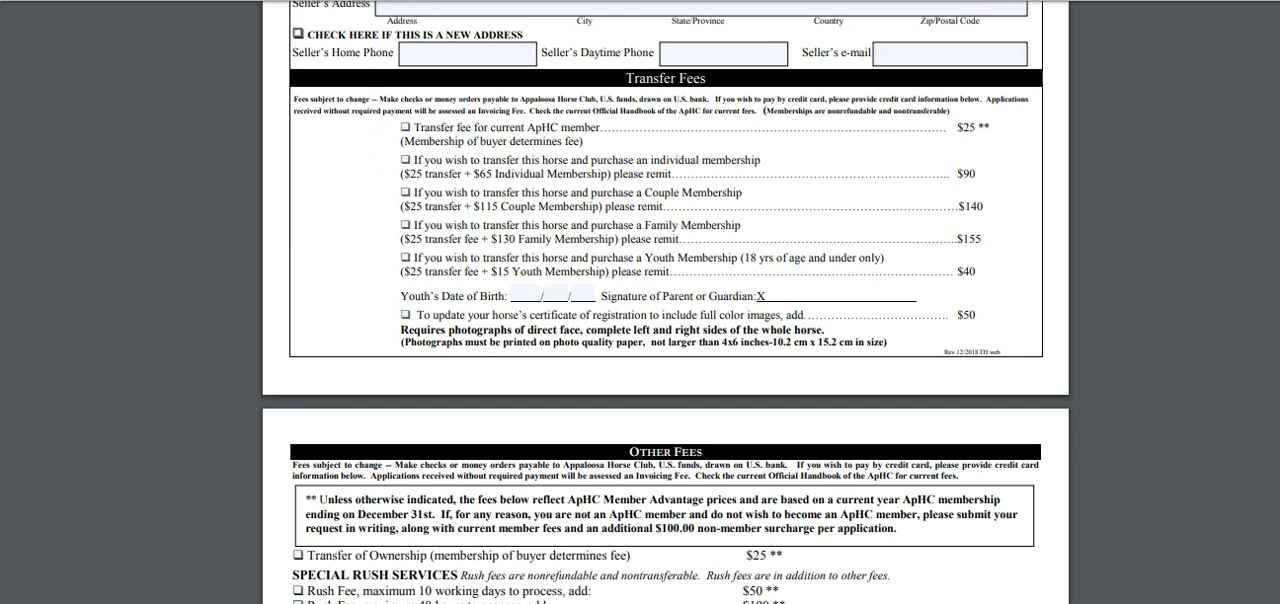 Seller's Address
Address City State/Province Country Zip/Postal Code
❑ CHECK HERE IF THIS IS A NEW ADDRESS
Seller's Home Phone Seller's Daytime Phone Seller's e-mail
Transfer Fees
Fees subject to change -- Make checks or money orders payable to Appaloosa Horse Club, U.S. funds, drawn on U.S. bank. If you wish to pay by credit card, please provide credit card information below. Applications
received without required payment will be assessed an Invoicing Fee. Check the current Official Handbook of the ApHC for current fees. (Memberships are nonrefundable and nontransferable)
❑ Transfer fee for current ApHC member…………………………………………………………………………… $25 **
(Membership of buyer determines fee)
❑ If you wish to transfer this horse and purchase an individual membership
($25 transfer + $65 Individual Membership) please remit……………………………………………………….. $90
❑ If you wish to transfer this horse and purchase a Couple Membership
($25 transfer + $115 Couple Membership) please remit………………………………………………………….$140
❑ If you wish to transfer this horse and purchase a Family Membership
($25 transfer fee + $130 Family Membership) please remit……………………………………………………...$155
❑ If you wish to transfer this horse and purchase a Youth Membership (18 yrs of age and under only)
($25 transfer fee + $15 Youth Membership) please remit………………………………………………………. $40
Youth's Date of Birth: / / Signature of Parent or Guardian:X
❑ To update your horse's certificate of registration to include full color images, add…………………………… $50
Requires photographs of direct face, complete left and right sides of the whole horse.
(Photographs must be printed on photo quality paper, not larger than 4x6 inches-10.2 cm x 15.2 cm in size)
Rev 12/2018 TH web
OTHER FEES
Fees subject to change -- Make checks or money orders payable to Appaloosa Horse Club, U.S. funds, drawn on U.S. bank. If you wish to pay by credit card, please provide credit card
information below. Applications received without required payment will be assessed an Invoicing Fee. Check the current Official Handbook of the ApHC for current fees.
** Unless otherwise indicated, the fees below reflect ApHC Member Advantage prices and are based on a current year ApHC membership
ending on December 31st. If, for any reason, you are not an ApHC member and do not wish to become an ApHC member, please submit your
request in writing, along with current member fees and an additional $100.00 non-member surcharge per application.
❑ Transfer of Ownership (membership of buyer determines fee) $25 **
SPECIAL RUSH SERVICES Rush fees are nonrefundable and nontransferable. Rush fees are in addition to other fees.
❑ Rush Fee, maximum 10 working days to process, add: $50 **